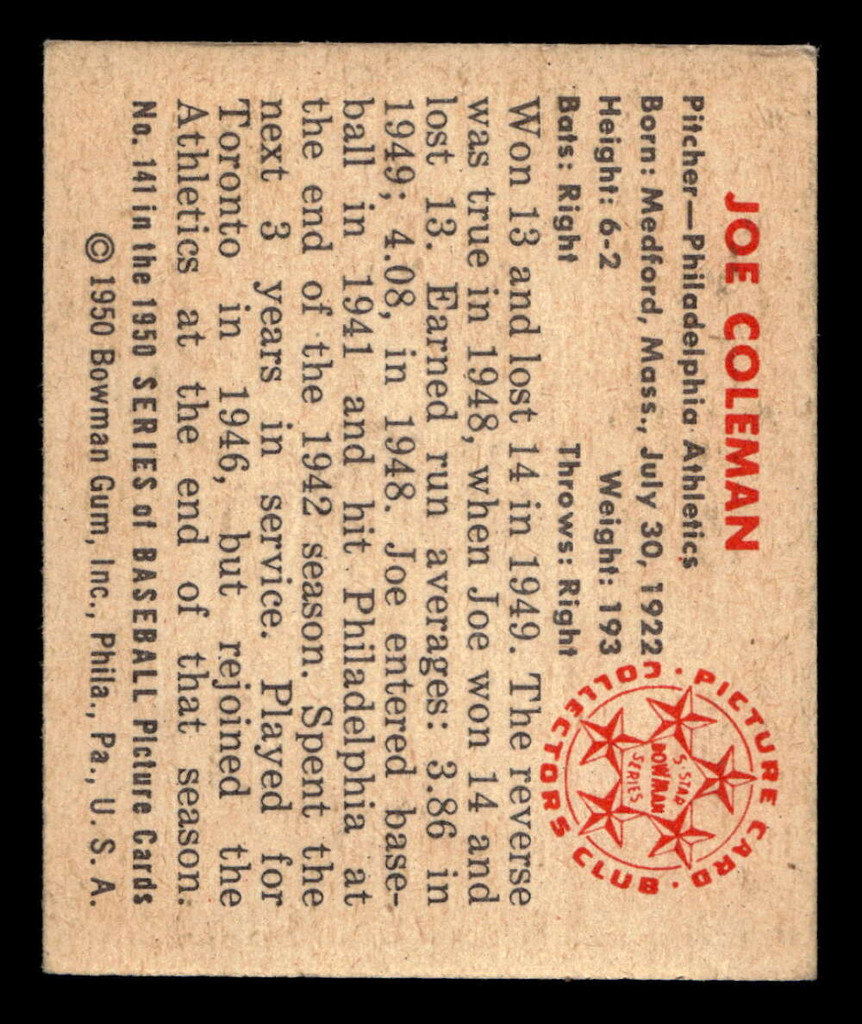 JOE COLEMAN
Pitcher—Philadelphia Athletics
Born: Medford, Mass., July 30, 1922
Height: 6-2 Weight: 193
Bats: Right Throws: Right
PICTURE CARD · COLLECTORS CLUB ·
5-STAR
BOWMAN
SERIES
Won 13 and lost 14 in 1949. The reverse
was true in 1948, when Joe won 14 and
lost 13. Earned run averages: 3.86 in
1949; 4.08, in 1948. Joe entered base-
ball in 1941 and hit Philadelphia at
the end of the 1942 season. Spent the
next 3 years in service. Played for
Toronto in 1946, but rejoined the
Athletics at the end of that season.
No. 141 in the 1950 SERIES of BASEBALL Picture Cards
© 1950 Bowman Gum, Inc., Phila., Pa., U. S. A.